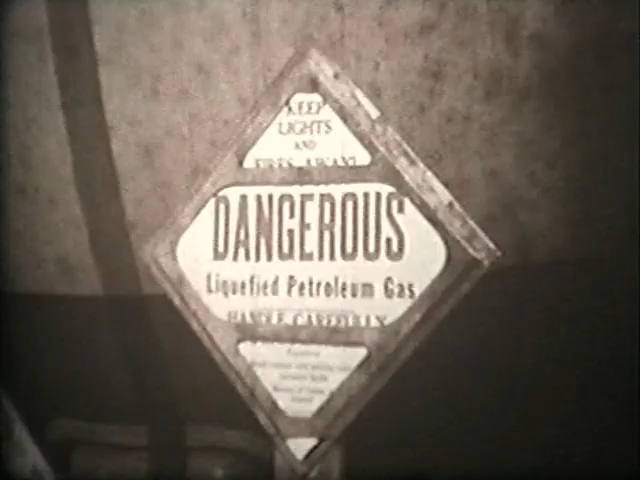 KEEP
LIGHTS
AND
FIRES AWAY!
DANGEROUS
Liquefied Petroleum Gas
HANDLE CAREFULLY